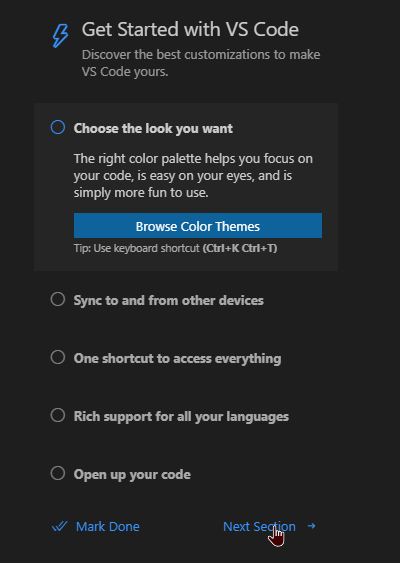 Get Started with VS Code
Discover the best customizations to make
VS Code yours.
Choose the look you want
The right color palette helps you focus on
your code, is easy on your eyes, and is
simply more fun to use.
Browse Color Themes
Tip: Use keyboard shortcut (Ctrl+K Ctrl+T)
Sync to and from other devices
One shortcut to access everything
Rich support for all your languages
Open up your code
Mark Done
Next Section